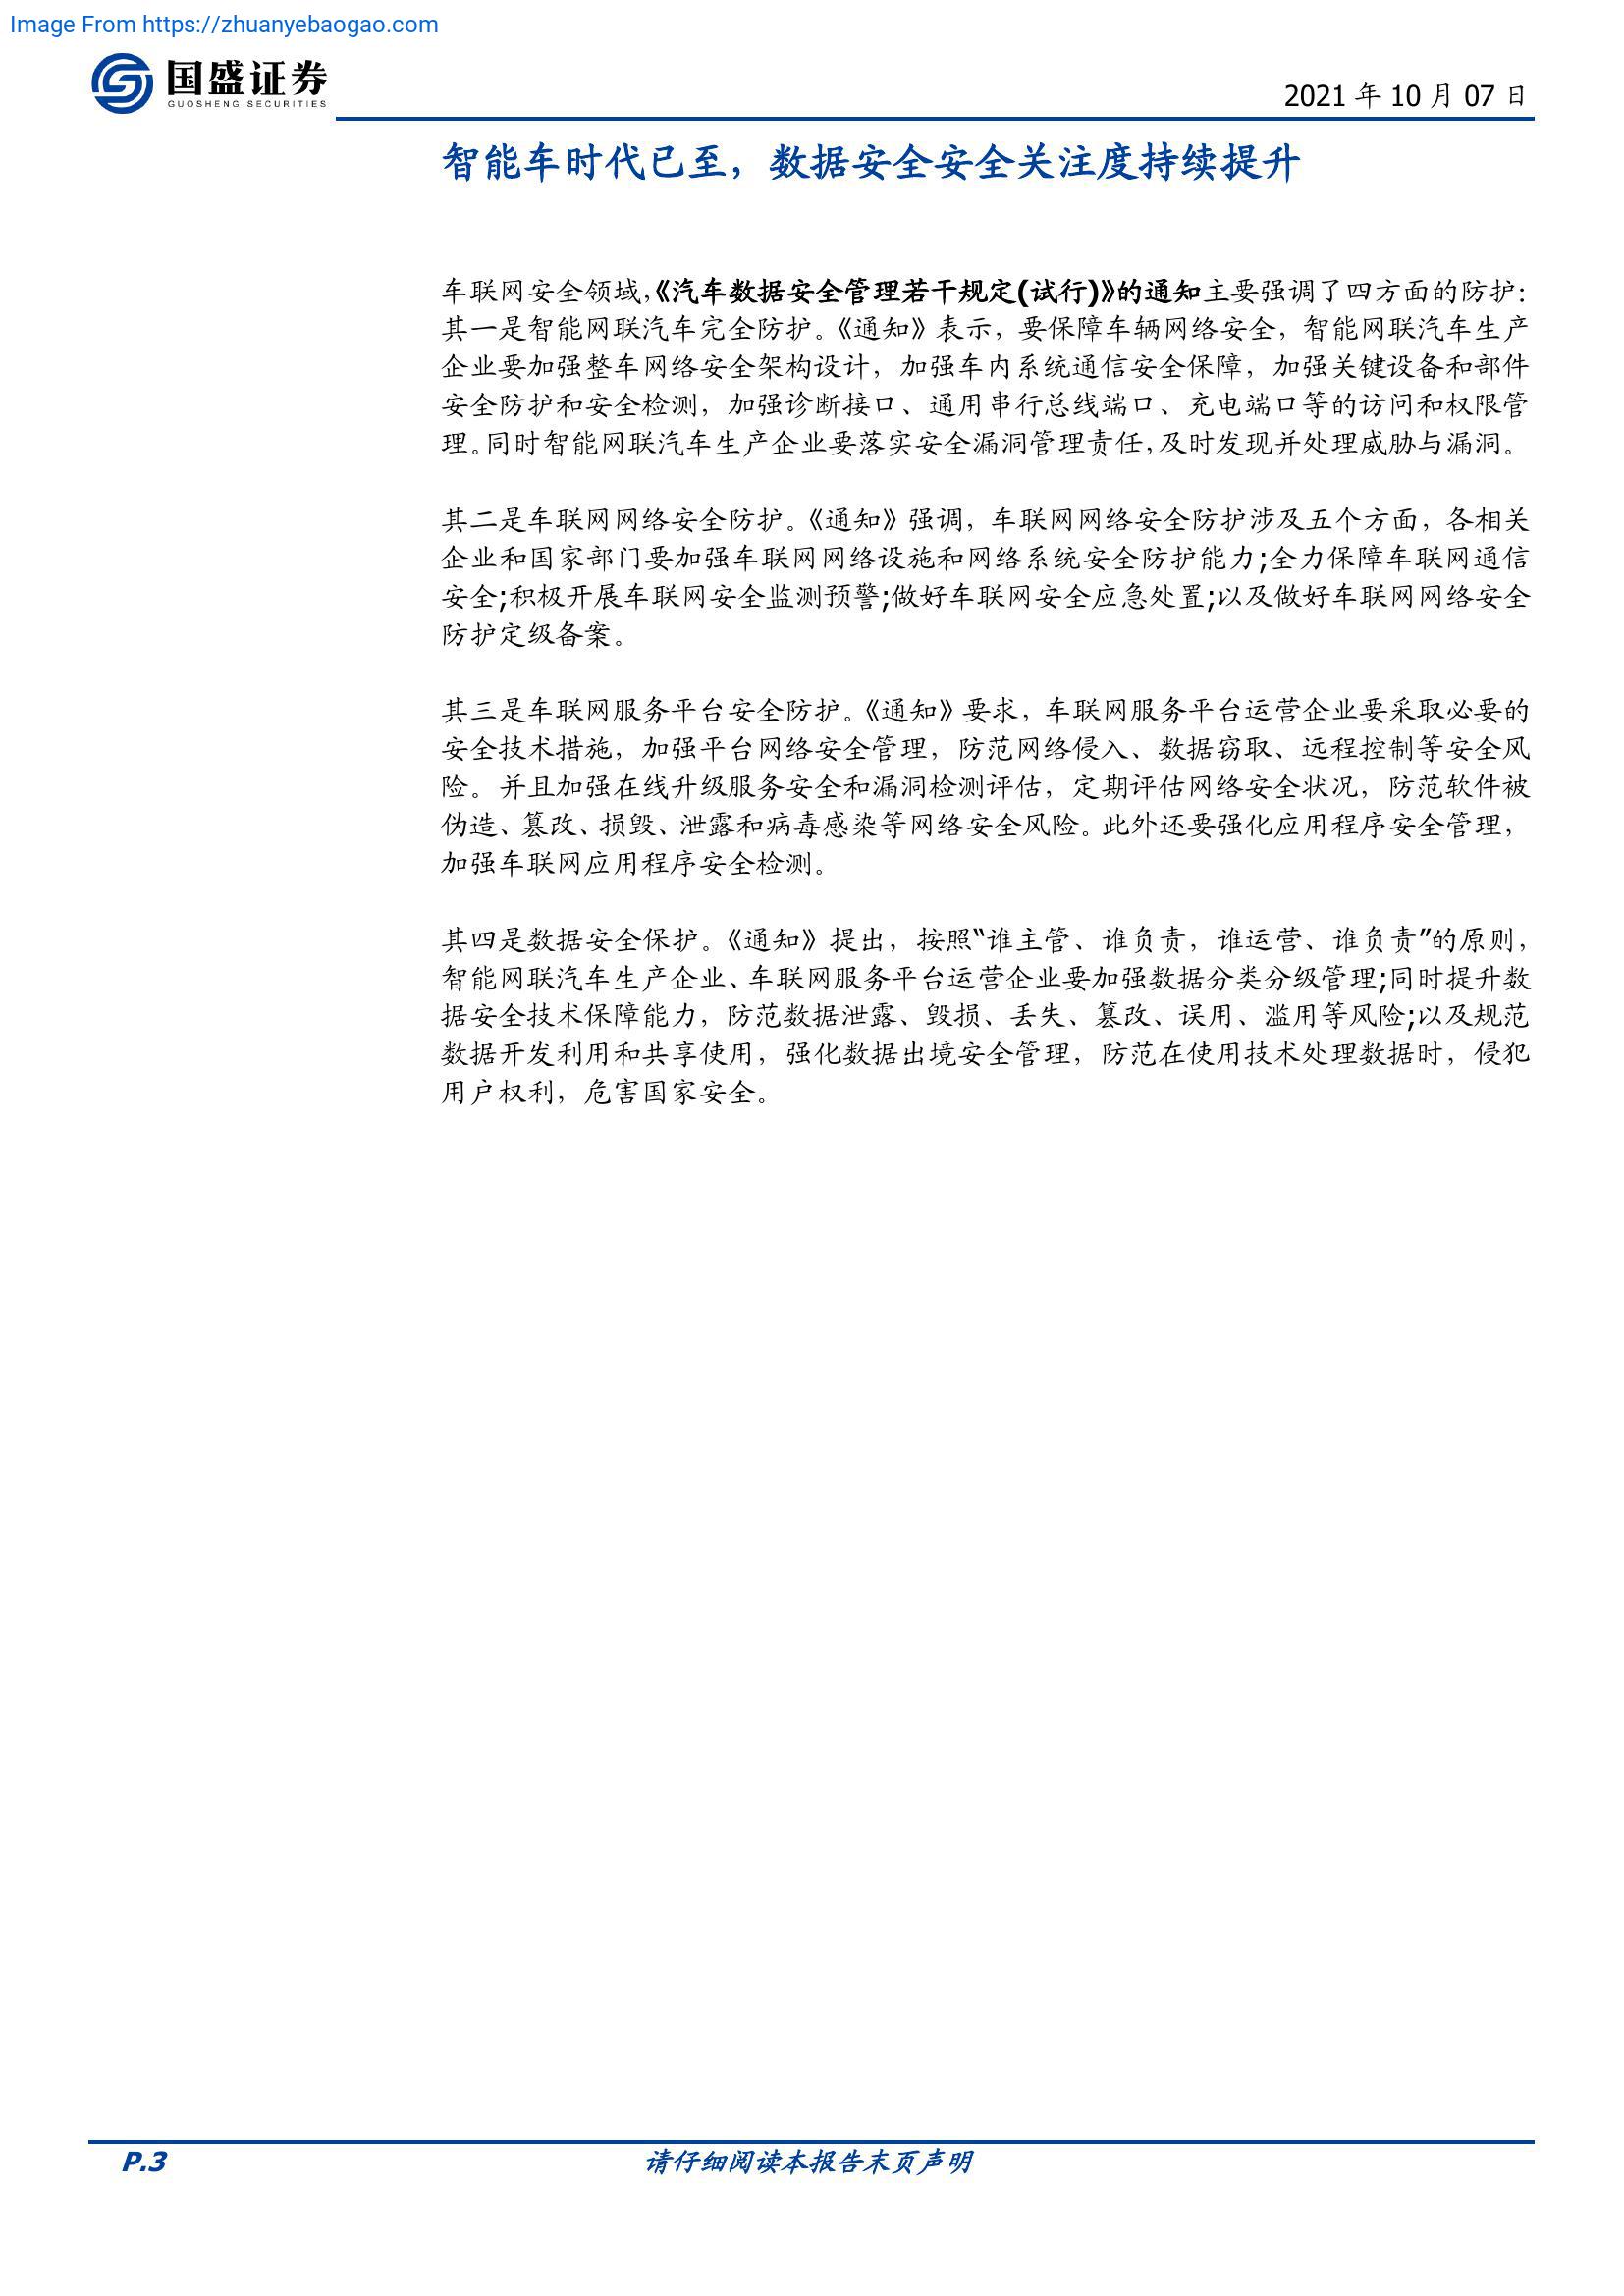 Image From https://zhuanyebaogao.com
国盛证券
GUOSHENG SECURITIES
2021 年 10 月 07 日
智能车时代已至，数据安全安全关注度持续提升
车联网安全领域，《汽车数据安全管理若干规定(试行)》的通知主要强调了四方面的防护：
其一是智能网联汽车完全防护。《通知》表示，要保障车辆网络安全，智能网联汽车生产
企业要加强整车网络安全架构设计，加强车内系统通信安全保障，加强关键设备和部件
安全防护和安全检测，加强诊断接口、通用串行总线端口、充电端口等的访问和权限管
理。同时智能网联汽车生产企业要落实安全漏洞管理责任，及时发现并处理威胁与漏洞。
其二是车联网网络安全防护。《通知》强调，车联网网络安全防护涉及五个方面，各相关
企业和国家部门要加强车联网网络设施和网络系统安全防护能力;全力保障车联网通信
安全;积极开展车联网安全监测预警;做好车联网安全应急处置;以及做好车联网网络安全
防护定级备案。
其三是车联网服务平台安全防护。《通知》要求，车联网服务平台运营企业要采取必要的
安全技术措施，加强平台网络安全管理，防范网络侵入、数据窃取、远程控制等安全风
险。并且加强在线升级服务安全和漏洞检测评估，定期评估网络安全状况，防范软件被
伪造、篡改、损毁、泄露和病毒感染等网络安全风险。此外还要强化应用程序安全管理，
加强车联网应用程序安全检测。
其四是数据安全保护。《通知》提出，按照“谁主管、谁负责，谁运营、谁负责”的原则，
智能网联汽车生产企业、车联网服务平台运营企业要加强数据分类分级管理;同时提升数
据安全技术保障能力，防范数据泄露、毁损、丢失、篡改、误用、滥用等风险;以及规范
数据开发利用和共享使用，强化数据出境安全管理，防范在使用技术处理数据时，侵犯
用户权利，危害国家安全。
P.3
请仔细阅读本报告末页声明